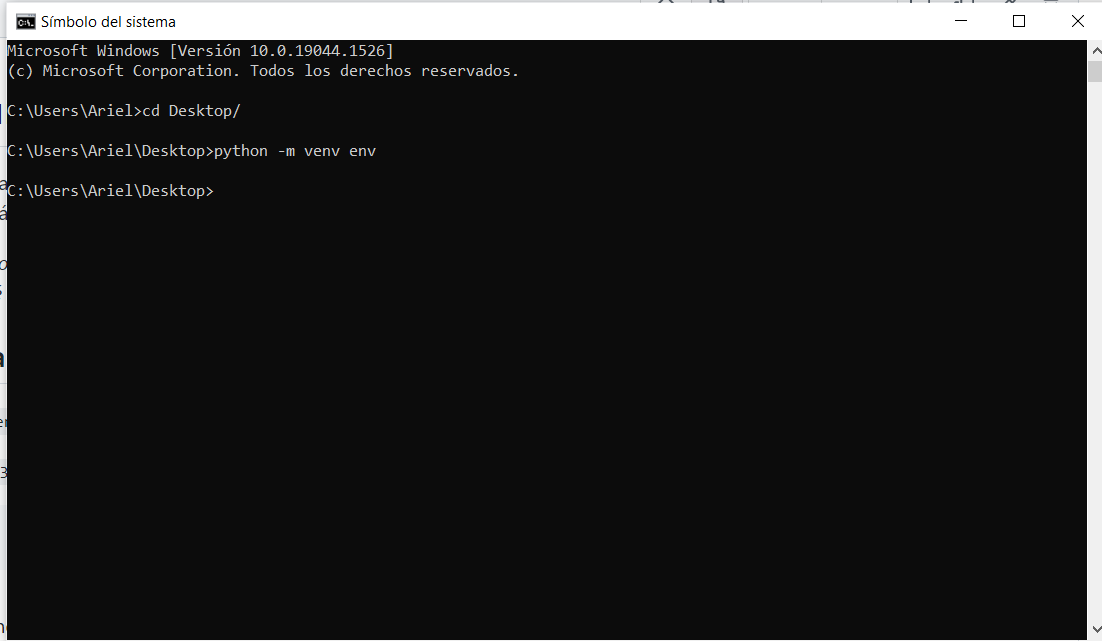 Símbolo del sistema
Microsoft Windows [Versión 10.0.19044.1526]
(c) Microsoft Corporation. Todos los derechos reservados.
C:\Users\Ariel>cd Desktop/
C:\Users\Ariel\Desktop>python -m venv env
C:\Users\Ariel\Desktop>